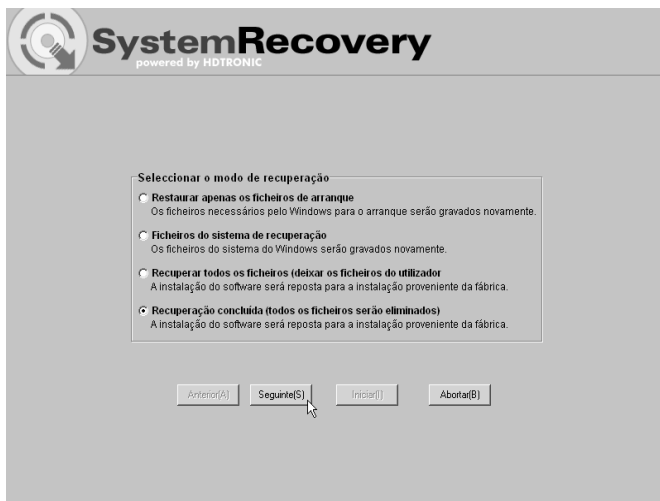 SystemRecovery
powered by HDTRONIC
Seleccionar o modo de recuperação
Restaurar apenas os ficheiros de arranque
Os ficheiros necessários pelo Windows para o arranque serão gravados novamente.
Ficheiros do sistema de recuperação
Os ficheiros do sistema do Windows serão gravados novamente.
Recuperar todos os ficheiros (deixar os ficheiros do utilizador
A instalação do software será reposta para a instalação proveniente da fábrica.
Recuperação concluída (todos os ficheiros serão eliminados)
A instalação do software será reposta para a instalação proveniente da fábrica.
Anterior(A) Seguinte(S) Iniciar(I) Abortar(B)